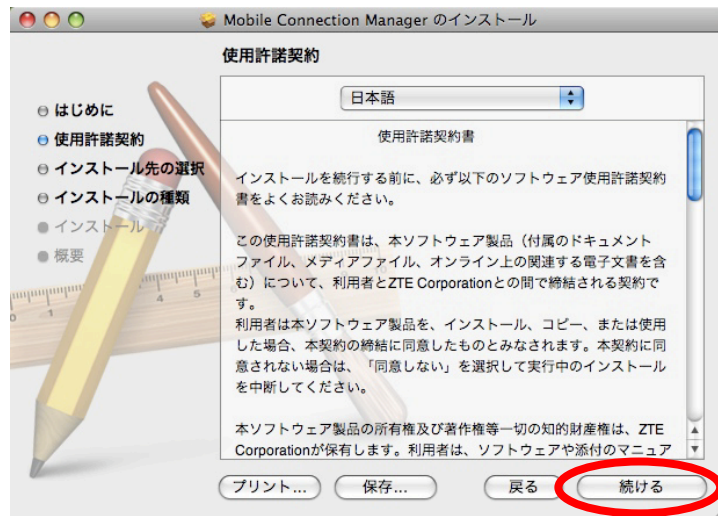 Mobile Connection Manager のインストール
使用許諾契約
はじめに
使用許諾契約
インストール先の選択
インストールの種類
インストール
概要
日本語
使用許諾契約書
インストールを続行する前に、必ず以下のソフトウェア使用許諾契約
書をよくお読みください。
この使用許諾契約書は、本ソフトウェア製品（付属のドキュメント
ファイル、メディアファイル、オンライン上の関連する電子文書を含
む）について、利用者とZTE Corporationとの間で締結される契約で
す。
利用者は本ソフトウェア製品を、インストール、コピー、または使用
した場合、本契約の締結に同意したものとみなされます。本契約に同
意されない場合は、「同意しない」を選択して実行中のインストール
を中断してください。
本ソフトウェア製品の所有権及び著作権等一切の知的財産権は、ZTE
Corporationが保有します。利用者は、ソフトウェアや添付のマニュア
0 1 4 5
プリント... 保存... 戻る 続ける